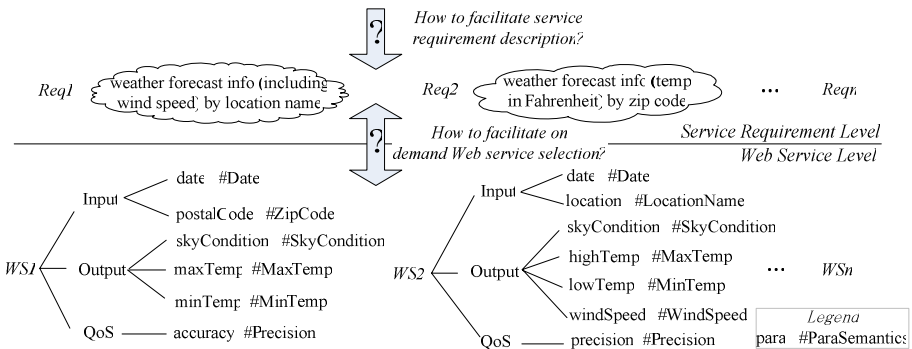 How to facilitate service
requirement description?
?
Req1
weather forecast info (including
wind speed) by location name
Req2
weather forecast info (temp
in Fahrenheit) by zip code
...
Reqn
?
How to facilitate on
demand Web service selection?
Service Requirement Level
Web Service Level
WS1
Input
date #Date
postalCode #ZipCode
Output
skyCondition #SkyCondition
maxTemp #MaxTemp
minTemp #MinTemp
QoS
accuracy #Precision
WS2
Input
date #Date
location #LocationName
Output
skyCondition #SkyCondition
highTemp #MaxTemp
lowTemp #MinTemp
windSpeed #WindSpeed
QoS
precision #Precision
...
WSn
Legend
para #ParaSemantics